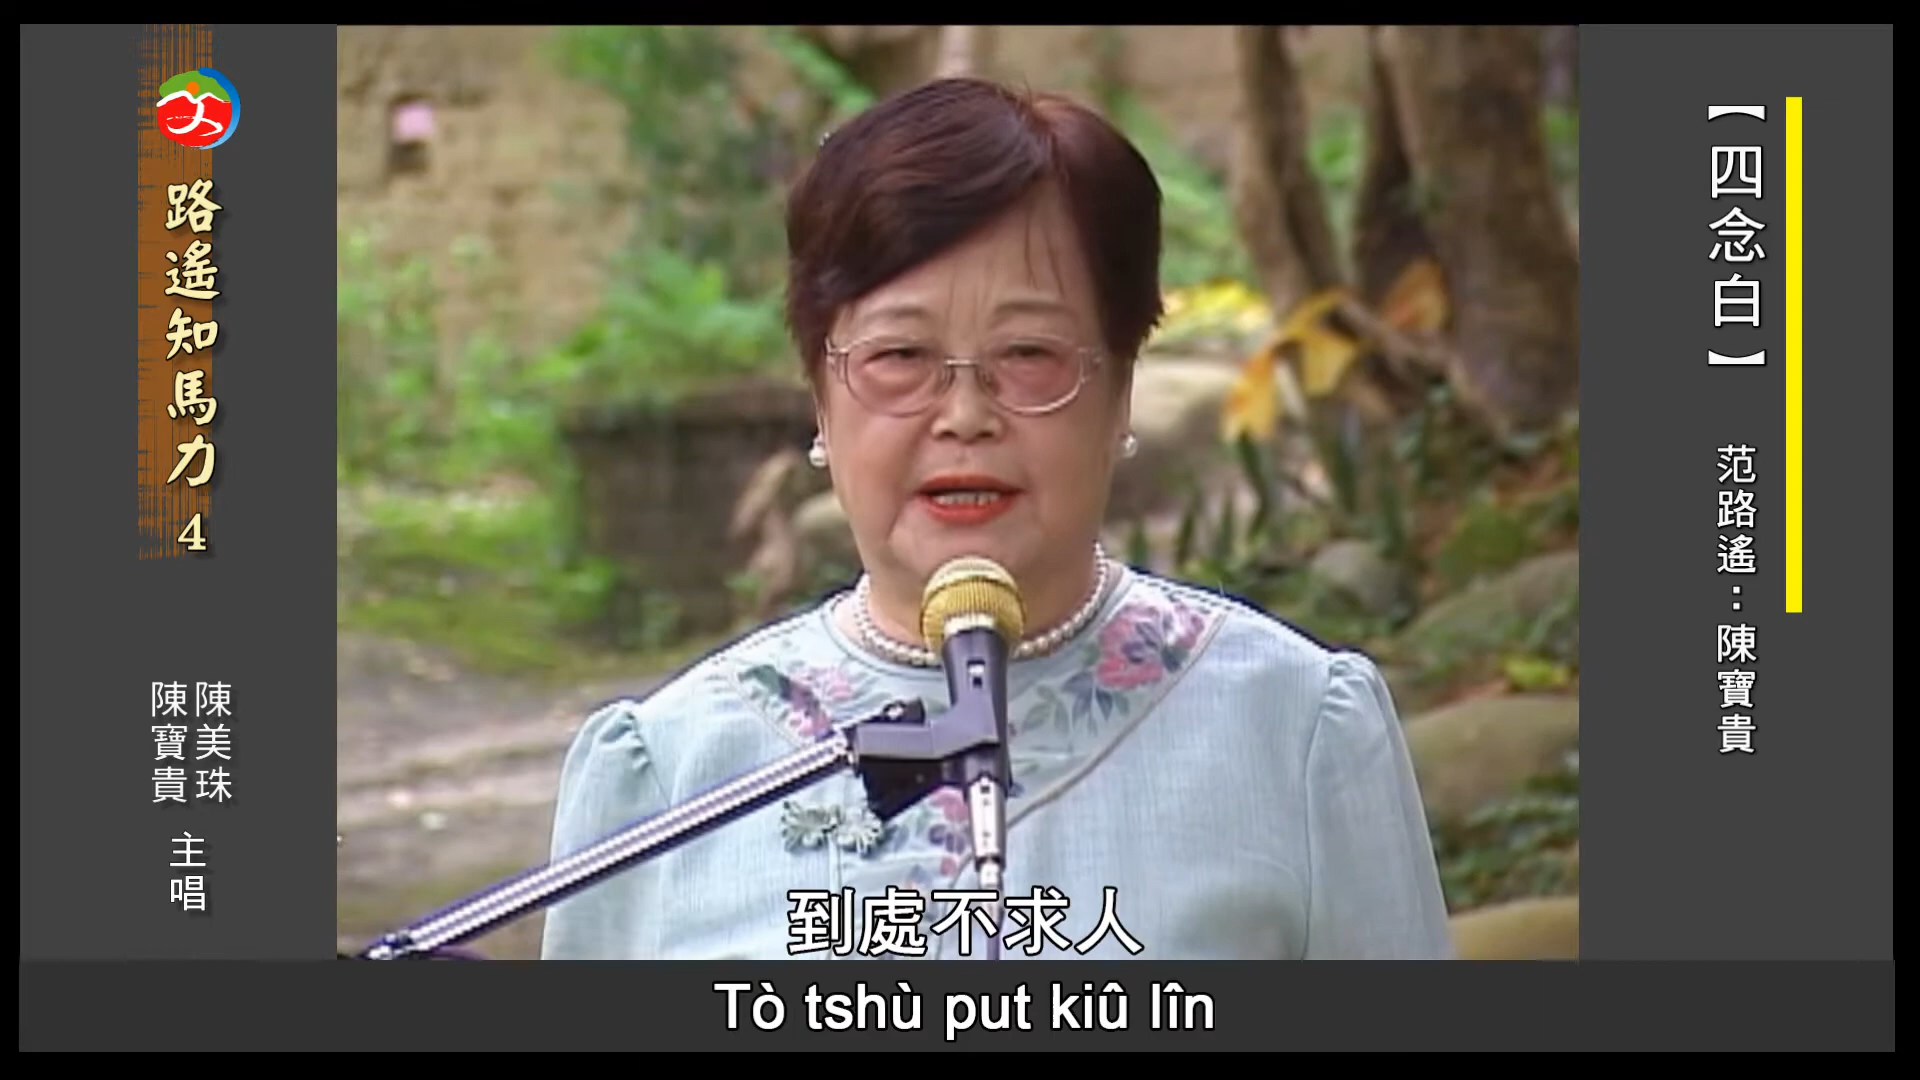 【四念白】
范路遙：陳寶貴
路遙知馬力 4
陳美珠
陳寶貴
主唱
到處不求人
Tò tshù put kiû lîn